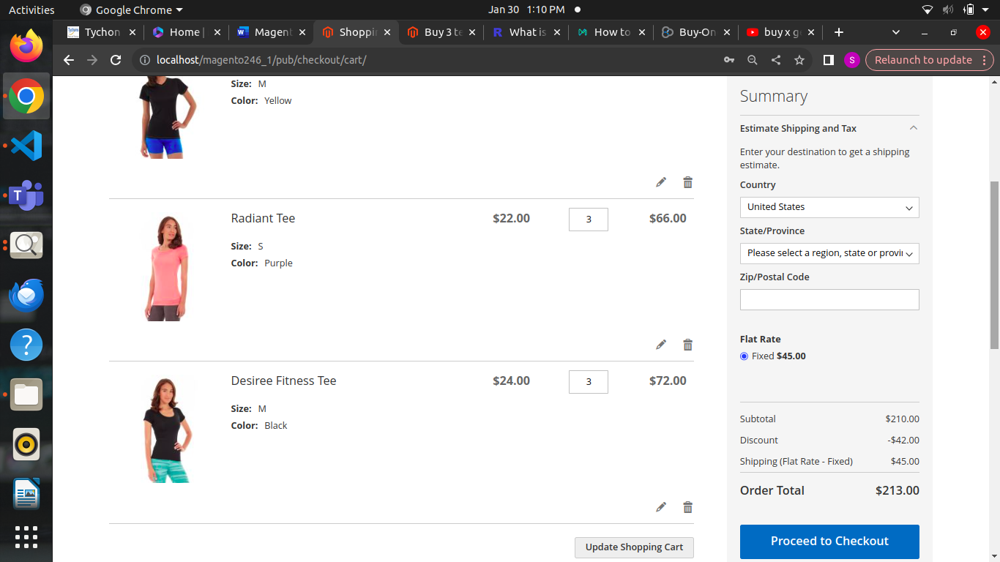 Activities Google Chrome Jan 30 1:10 PM
Tychon Home | Magent Shoppin Buy 3 te What is How to Buy-On buy x g
localhost/magento246_1/pub/checkout/cart/ S Relaunch to update
Size: M
Color: Yellow
Radiant Tee $22.00 3 $66.00
Size: S
Color: Purple
Desiree Fitness Tee $24.00 3 $72.00
Size: M
Color: Black
Update Shopping Cart
Summary
Estimate Shipping and Tax
Enter your destination to get a shipping
estimate.
Country
United States
State/Province
Please select a region, state or provi
Zip/Postal Code
Flat Rate
Fixed $45.00
Subtotal $210.00
Discount -$42.00
Shipping (Flat Rate - Fixed) $45.00
Order Total $213.00
Proceed to Checkout